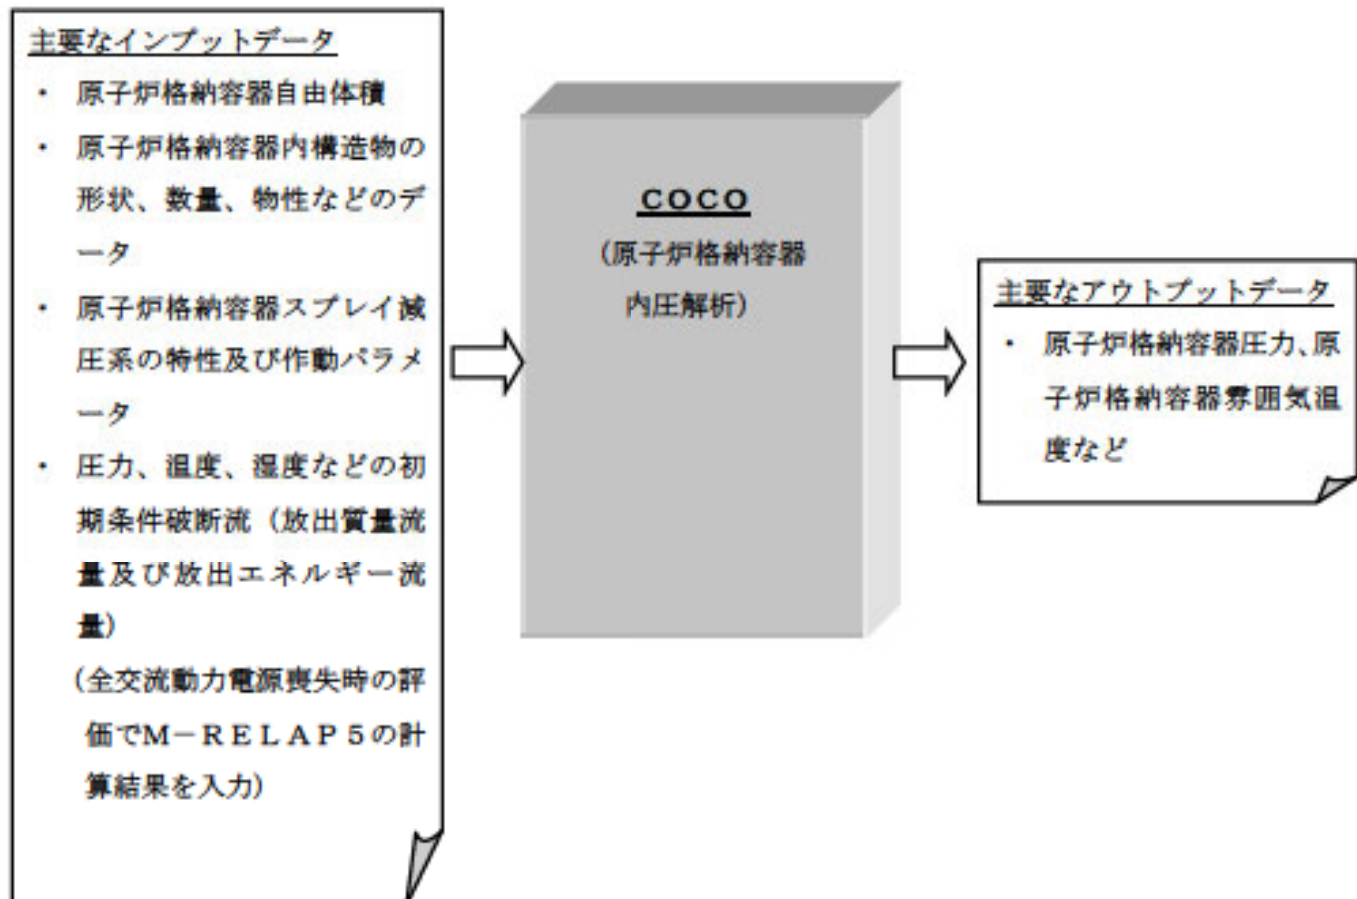 主要なインプットデータ
・ 原子炉格納容器自由体積
・ 原子炉格納容器内構造物の
形状、数量、物性などのデ
ータ
・ 原子炉格納容器スプレイ減
圧系の特性及び作動パラメ
ータ
・ 圧力、温度、湿度などの初
期条件破断流（放出質量流
量及び放出エネルギー流
量）
（全交流動力電源喪失時の評
価でＭ－ＲＥＬＡＰ５の計
算結果を入力）
ＣＯＣＯ
（原子炉格納容器
内圧解析）
主要なアウトプットデータ
・ 原子炉格納容器圧力、原
子炉格納容器雰囲気温
度など